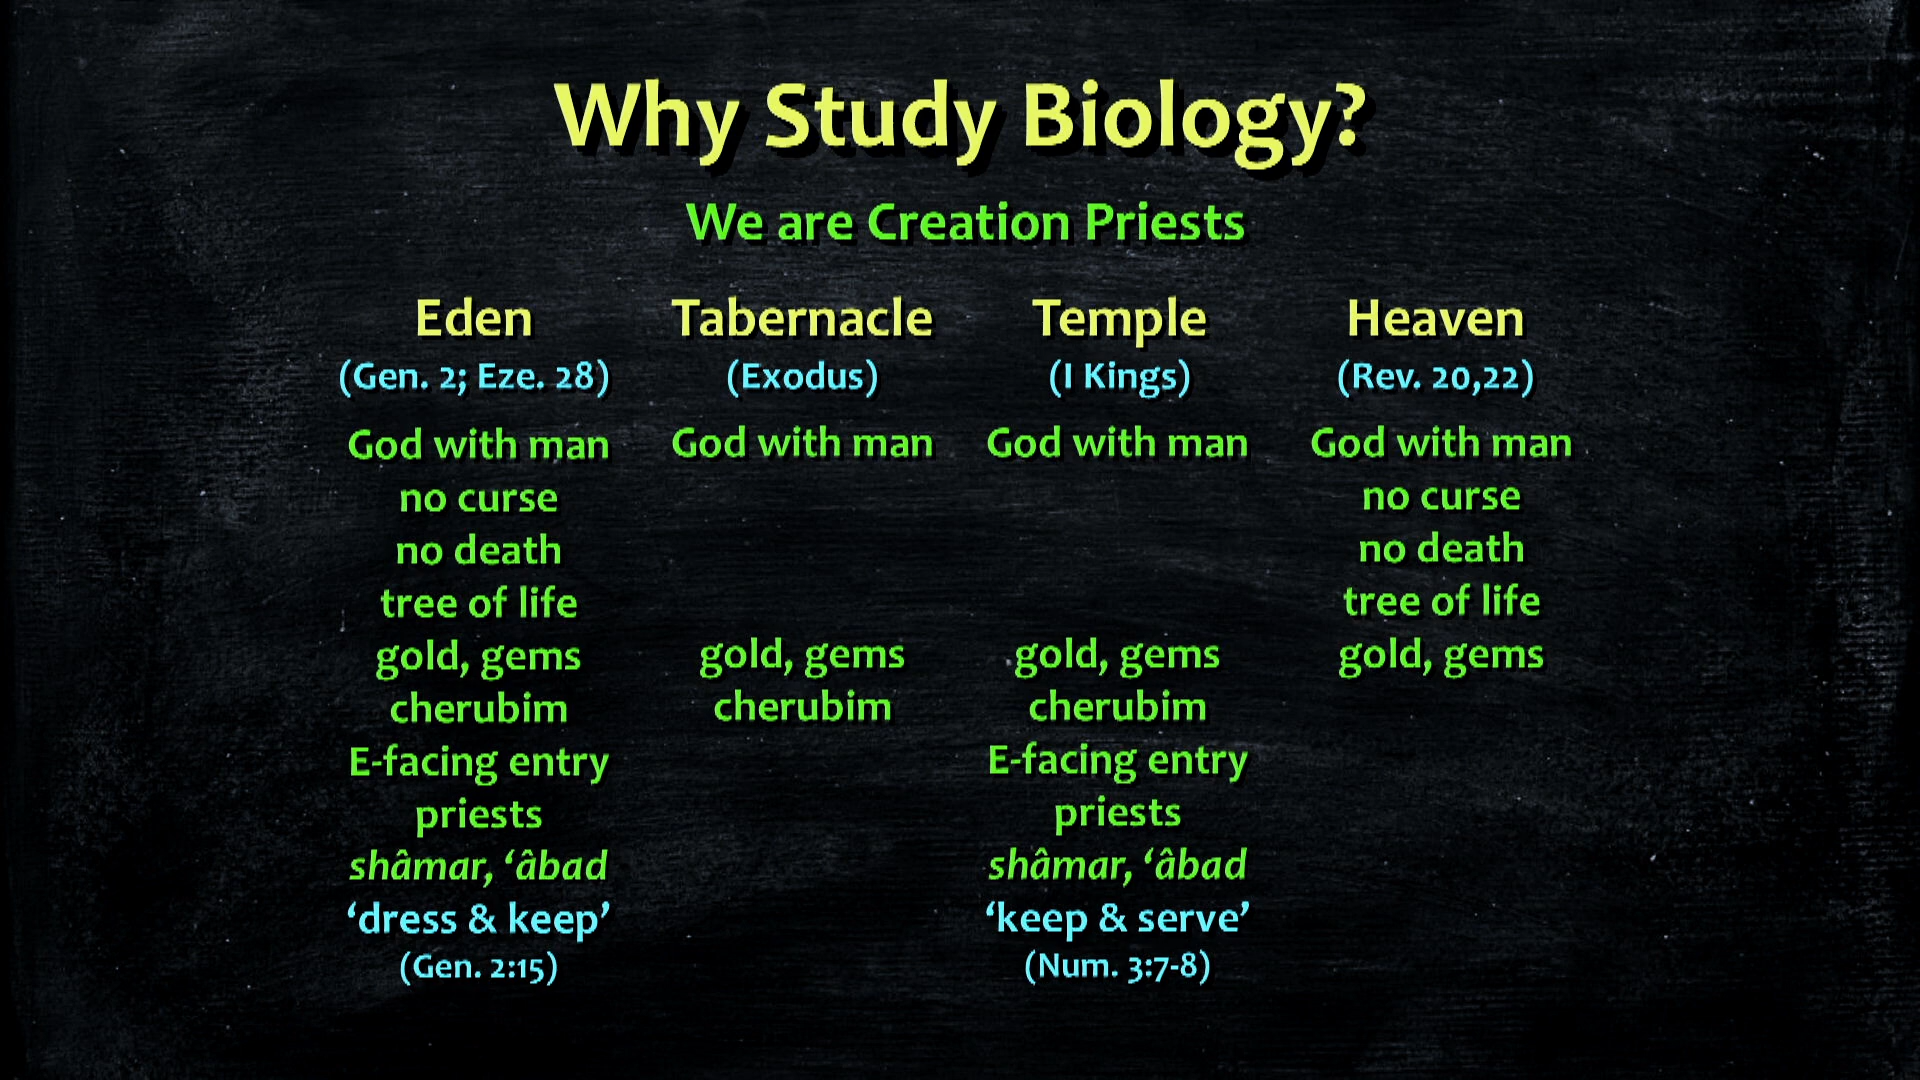 Why Study Biology?
We are Creation Priests
Eden Tabernacle Temple Heaven
(Gen. 2; Eze. 28) (Exodus) (I Kings) (Rev. 20,22)
God with man God with man God with man God with man
no curse no curse
no death no death
tree of life tree of life
gold, gems gold, gems gold, gems gold, gems
cherubim cherubim cherubim
E-facing entry E-facing entry
priests priests
shâmar, ‘âbad shâmar, ‘âbad
‘dress & keep’ ‘keep & serve’
(Gen. 2:15) (Num. 3:7-8)